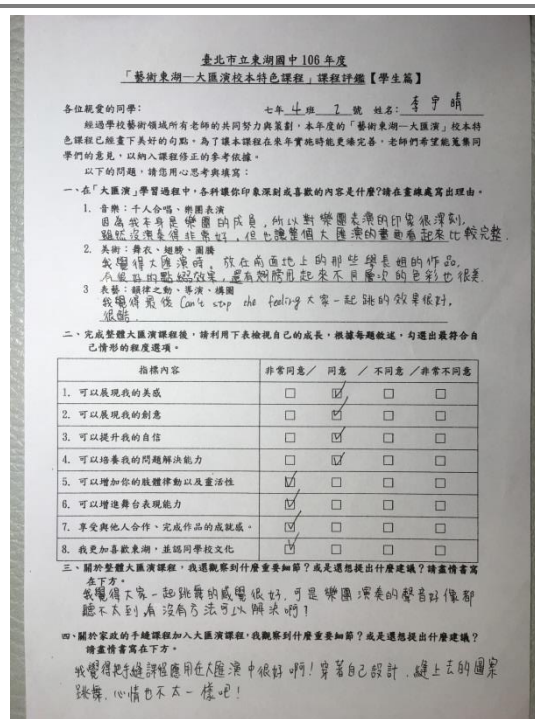 臺北市立東湖國中 106 年度
「藝術東湖—大匯演校本特色課程」課程評鑑【學生篇】
各位親愛的同學: 七年 4 班 2 號 姓名: 李宇晴
經過學校藝術領域所有老師的共同努力與策劃,本年度的「藝術東湖—大匯演」校本特
色課程已經畫下美好的句點。為了讓本課程在來年實施時能更臻完善,老師們希望能蒐集同
學們的意見,以納入課程修正的參考依據。
以下的問題,請您用心思考與填寫:
一、在「大匯演」學習過程中,各科讓你印象深刻或喜歡的內容是什麼?請在畫線處寫出理由。
1. 音樂:千人合唱、樂團表演
因為我本身是樂團的成員,所以對樂團表演的印象很深刻,
雖然沒演奏得非常好,但也讓整個大匯演的畫面看起來比較完整.
2. 美術:舞衣、翅膀、圖騰
我覺得大匯演時,放在前面地上的那些學長姐的作品,
很好的點綴效果,還有翅膀甩起來不同層次的色彩也很美.
3 表藝:韻律之動、導演、構圖
我覺得最後 Can't stop the feeling 大家一起跳的效果很好,
很酷.
二、完成整體大匯演課程後,請利用下表檢視自己的成長,根據每題敘述,勾選出最符合自
己情形的程度選項。
指標內容 非常同意/ 同意 / 不同意 /非常不同意
1. 可以展現我的美感 □ ☑ □ □
2. 可以展現我的創意 □ ☑ □ □
3. 可以提升我的自信 □ ☑ □ □
4. 可以培養我的問題解決能力 □ ☑ □ □
5. 可以增加你的肢體律動以及靈活性 ☑ □ □ □
6. 可以增進舞台表現能力 ☑ □ □ □
7. 享受與他人合作、完成作品的成就感。 ☑ □ □ □
8. 我更加喜歡東湖,並認同學校文化 ☑ □ □ □
三、關於整體大匯演課程,我還觀察到什麼重要細節?或是還想提出什麼建議?請盡情書寫
在下方。
我覺得大家一起跳舞的感覺很好,可是樂團演奏的聲音好像都
聽不太到,有沒有方法可以解決啊?
四、關於家政的手縫課程加入大匯演課程,我觀察到什麼重要細節?或是還想提出什麼建議?
請盡情書寫在下方。
我覺得把手縫課程應用在大匯演中很好啊!穿著自己設計、縫上去的圖案
跳舞,心情也不太一樣吧!